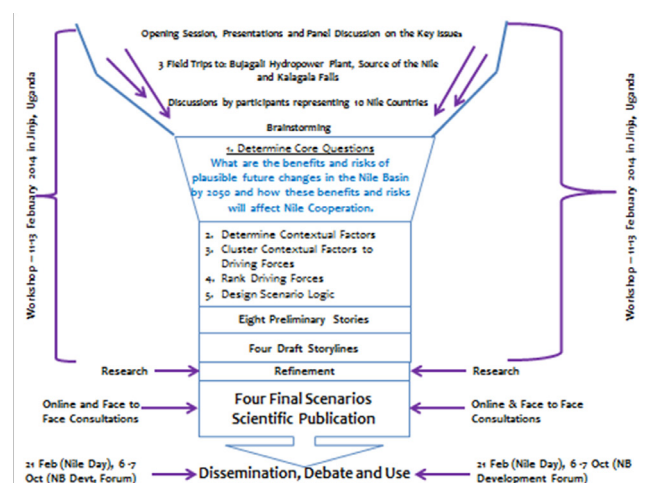 Opening Session, Presentations and Panel Discussion on the Key Issues
3 Field Trips to: Bujagali Hydropower Plant, Source of the Nile
and Kalagala Falls
Discussions by participants representing 10 Nile Countries
Brainstorming
1. Determine Core Questions
What are the benefits and risks of
plausible future changes in the Nile Basin
by 2050 and how these benefits and risks
will affect Nile Cooperation.
2. Determine Contextual Factors
3. Cluster Contextual Factors to
Driving Forces
4. Rank Driving Forces
5. Design Scenario Logic
Eight Preliminary Stories
Four Draft Storylines
Workshop – 11-13 February 2014 in Jinji, Uganda
Workshop – 11-13 February 2014 in Jinji, Uganda
Research
Refinement
Research
Online and Face to
Face Consultations
Four Final Scenarios
Scientific Publication
Online & Face to Face
Consultations
21 Feb (Nile Day), 6 -7
Oct (NB Devt. Forum)
Dissemination, Debate and Use
21 Feb (Nile Day), 6 -7 Oct (NB
Development Forum)